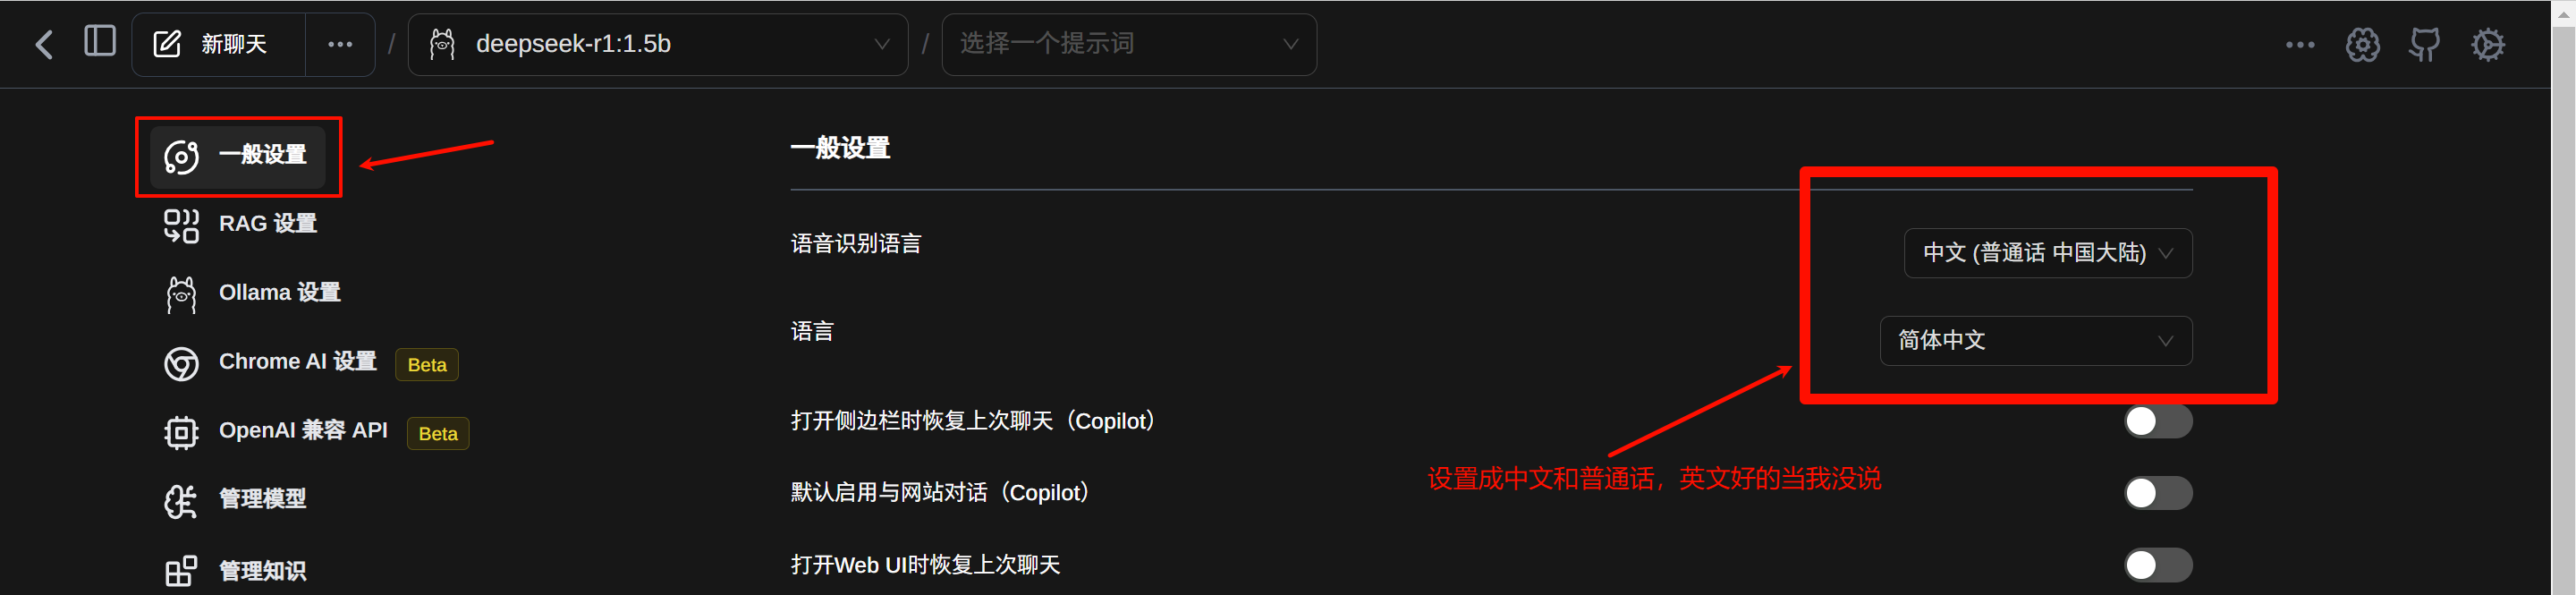 新聊天
/
deepseek-r1:1.5b
/
选择一个提示词
一般设置
RAG 设置
Ollama 设置
Chrome AI 设置 Beta
OpenAI 兼容 API Beta
管理模型
管理知识
一般设置
语音识别语言
中文 (普通话 中国大陆)
语言
简体中文
打开侧边栏时恢复上次聊天（Copilot）
设置成中文和普通话，英文好的当我没说
默认启用与网站对话（Copilot）
打开Web UI时恢复上次聊天